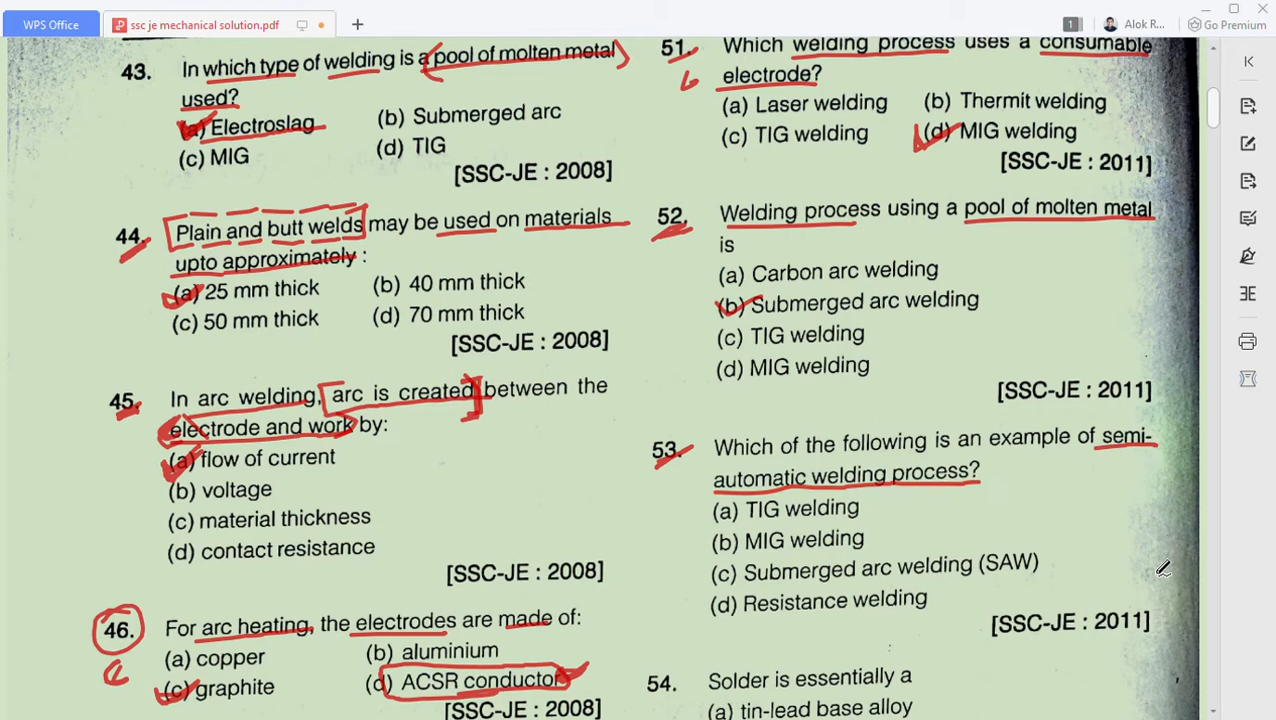 WPS Office
ssc je mechanical solution.pdf
1
Alok R...
Go Premium
43. In which type of welding is a pool of molten metal
used?
(a) Electroslag (b) Submerged arc
(c) MIG (d) TIG
[SSC-JE : 2008]
44. Plain and butt welds may be used on materials
upto approximately :
(a) 25 mm thick (b) 40 mm thick
(c) 50 mm thick (d) 70 mm thick
[SSC-JE : 2008]
45. In arc welding, arc is created between the
electrode and work by:
(a) flow of current
(b) voltage
(c) material thickness
(d) contact resistance
[SSC-JE : 2008]
46. For arc heating, the electrodes are made of:
(a) copper (b) aluminium
(c) graphite (d) ACSR conductor
[SSC-JE : 2008]
51. Which welding process uses a consumable
electrode?
(a) Laser welding (b) Thermit welding
(c) TIG welding (d) MIG welding
[SSC-JE : 2011]
52. Welding process using a pool of molten metal
is
(a) Carbon arc welding
(b) Submerged arc welding
(c) TIG welding
(d) MIG welding
[SSC-JE : 2011]
53. Which of the following is an example of semi-
automatic welding process?
(a) TIG welding
(b) MIG welding
(c) Submerged arc welding (SAW)
(d) Resistance welding
[SSC-JE : 2011]
54. Solder is essentially a
(a) tin-lead base alloy